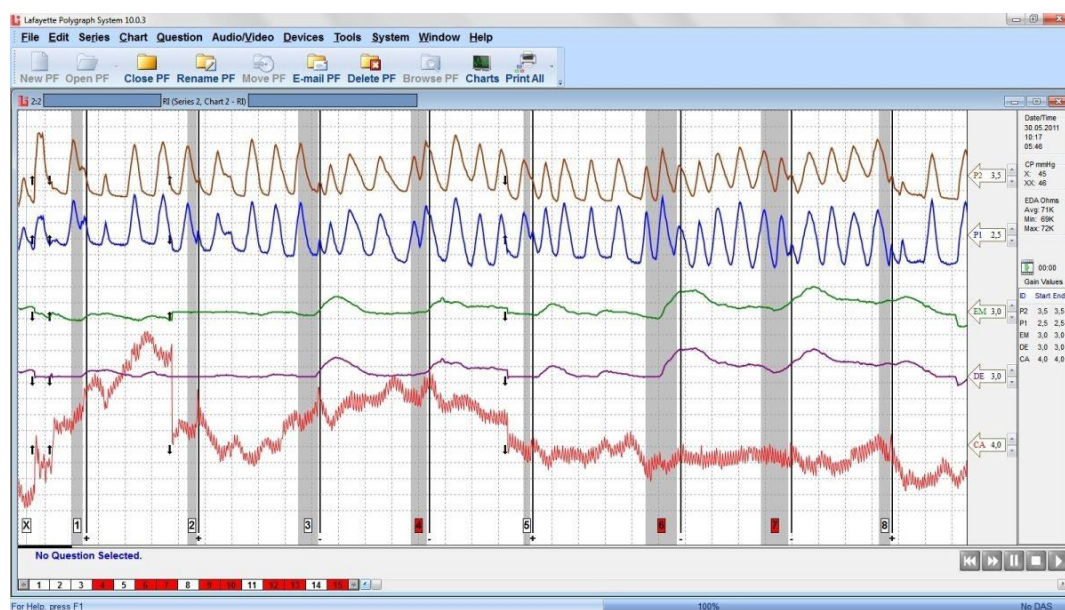 Lafayette Polygraph System 10.0.3
File Edit Series Chart Question Audio/Video Devices Tools System Window Help
New PF Open PF Close PF Rename PF Move PF E-mail PF Delete PF Browse PF Charts Print All
2:2 RI (Series 2, Chart 2 - RI)
Date/Time
30.05.2011
10:17
05:46
CP mmHg
X: 45
XX: 46
EDA Ohms
Avg: 71K
Min: 69K
Max: 72K
00:00
Gain Values
ID Start End
P2 3,5 3,5
P1 2,5 2,5
EM 3,0 3,0
DE 3,0 3,0
CA 4,0 4,0
P2 3,5
P1 2,5
EM 3,0
DE 3,0
CA 4,0
X 1 2 3 4 5 6 7 8
+ + - - + - - +
No Question Selected.
1 2 3 4 5 6 7 8 9 10 11 12 13 14 15
For Help, press F1 100% No DAS